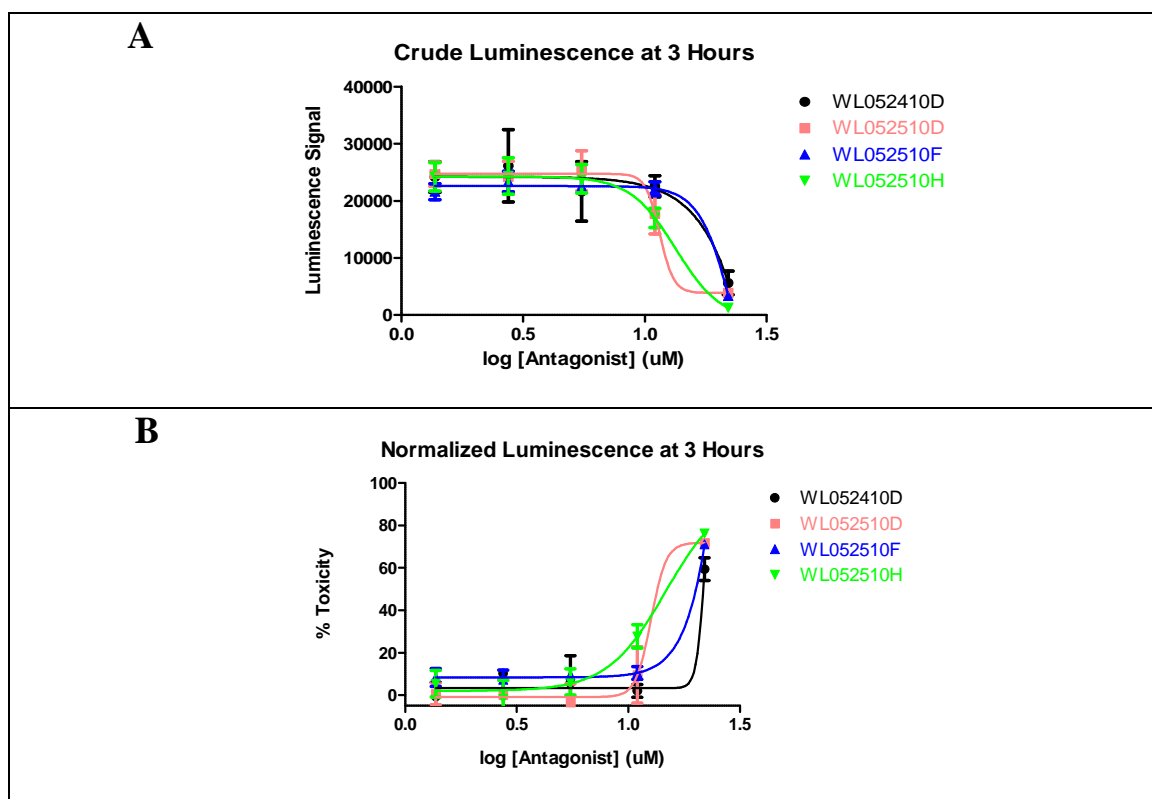 A
Crude Luminescence at 3 Hours
40000
30000
20000
10000
0
Luminescence Signal
0.0
0.5
1.0
1.5
log [Antagonist] (uM)
WL052410D
WL052510D
WL052510F
WL052510H
B
Normalized Luminescence at 3 Hours
100
80
60
40
20
0
% Toxicity
0.0
0.5
1.0
1.5
log [Antagonist] (uM)
WL052410D
WL052510D
WL052510F
WL052510H